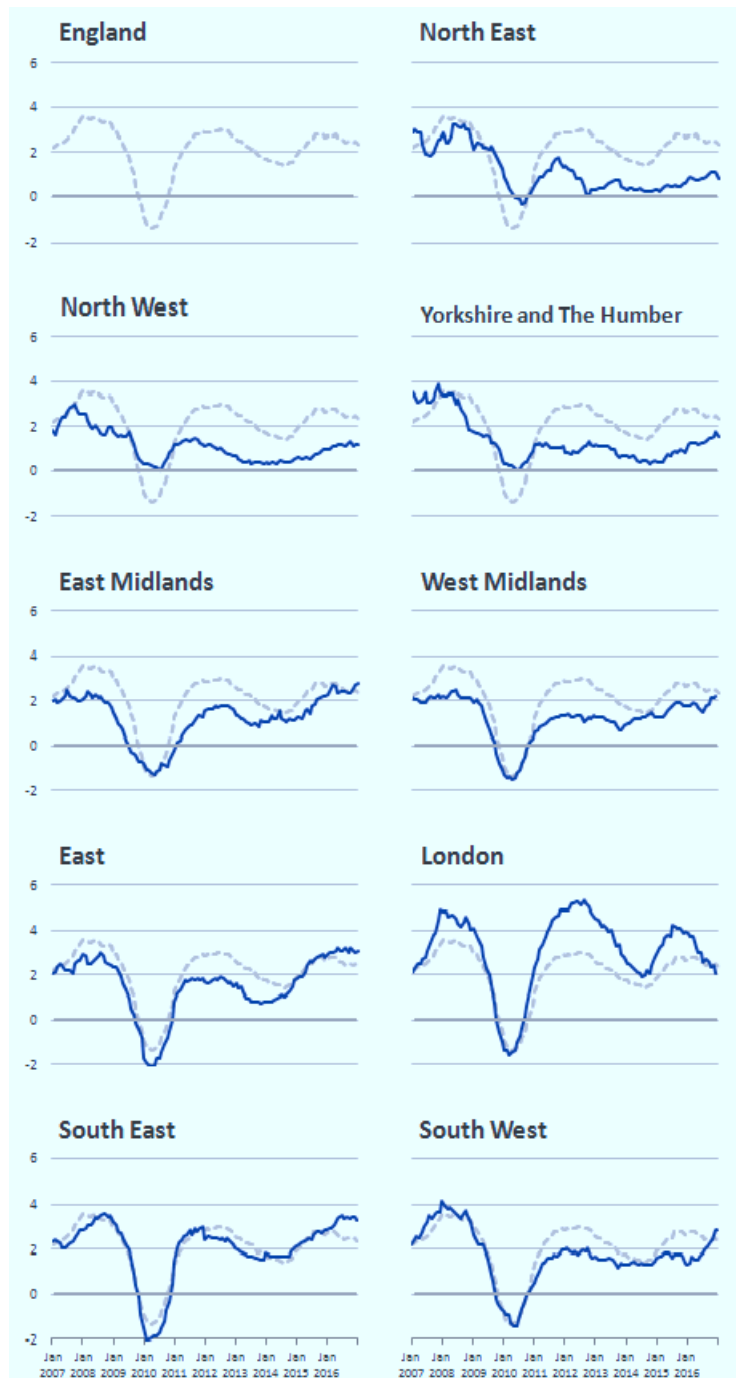 England
North East
6
4
2
0
-2
North West
Yorkshire and The Humber
6
4
2
0
-2
East Midlands
West Midlands
6
4
2
0
-2
East
London
6
4
2
0
-2
South East
South West
6
4
2
0
-2
Jan Jan Jan Jan Jan Jan Jan Jan Jan Jan
2007 2008 2009 2010 2011 2012 2013 2014 2015 2016
Jan Jan Jan Jan Jan Jan Jan Jan Jan Jan
2007 2008 2009 2010 2011 2012 2013 2014 2015 2016